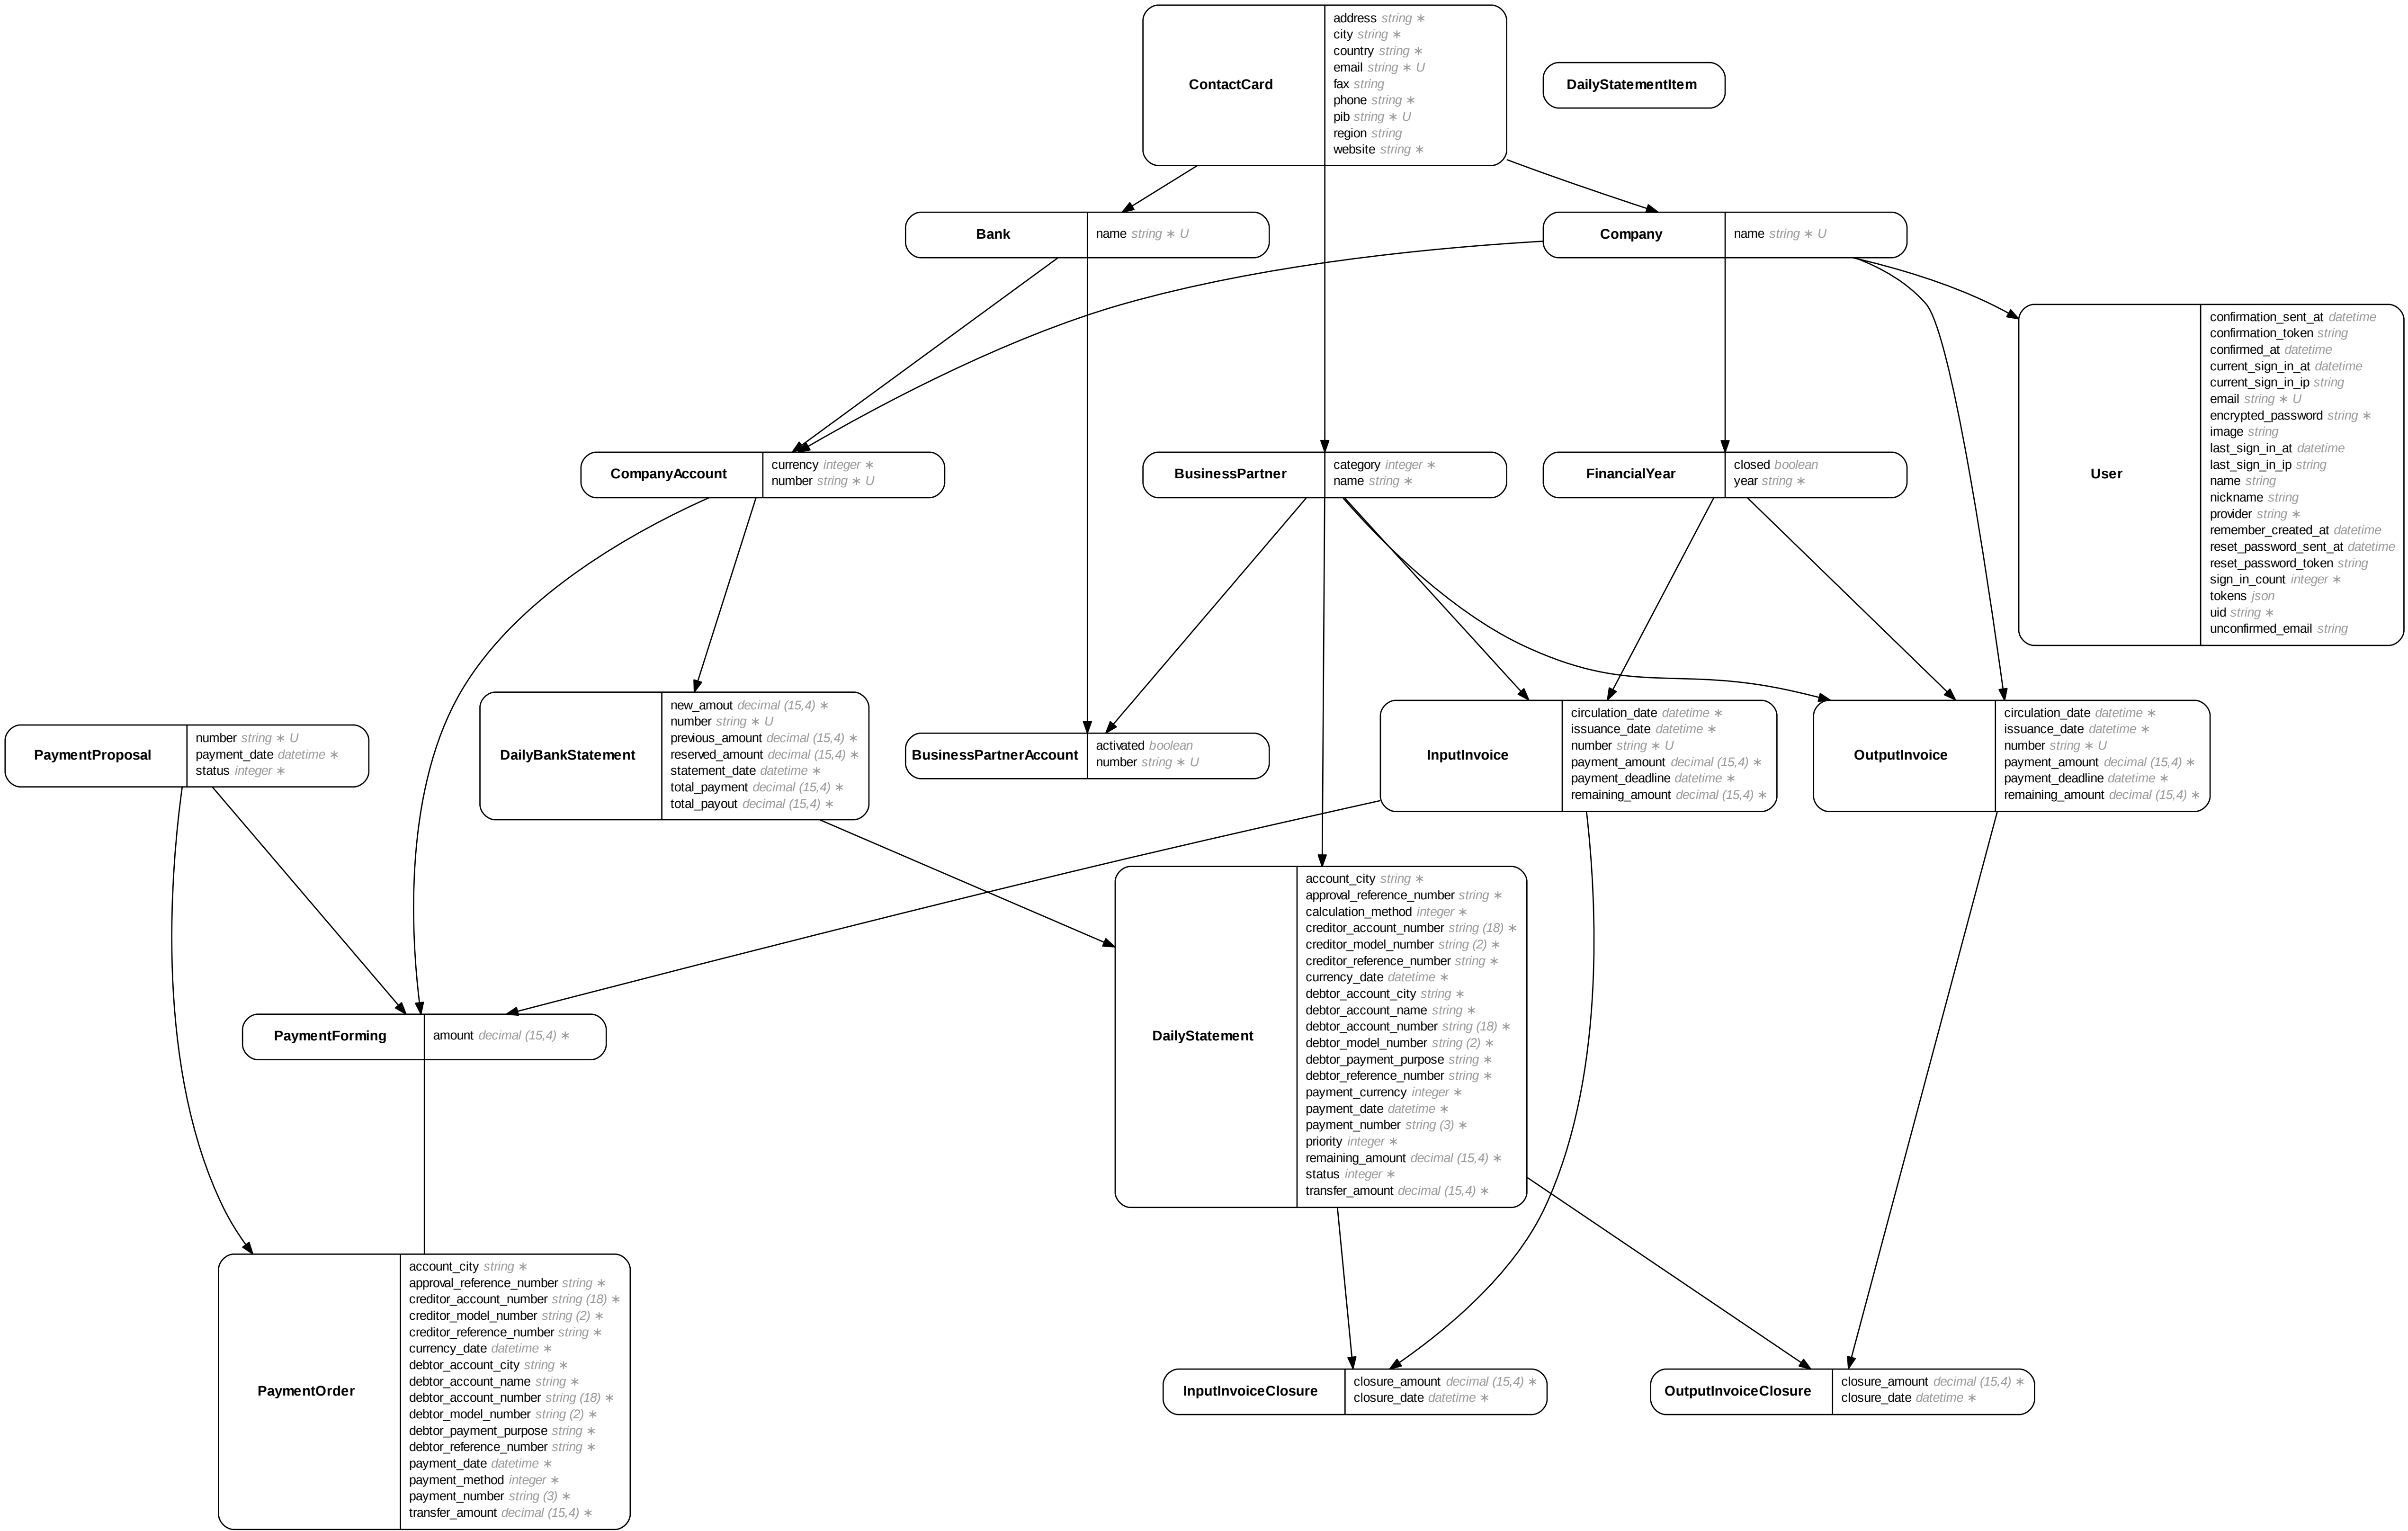 ContactCard
address string ∗
city string ∗
country string ∗
email string ∗ U
fax string
phone string ∗
pib string ∗ U
region string
website string ∗
DailyStatementItem
Bank
name string ∗ U
Company
name string ∗ U
User
confirmation_sent_at datetime
confirmation_token string
confirmed_at datetime
current_sign_in_at datetime
current_sign_in_ip string
email string ∗ U
encrypted_password string ∗
image string
last_sign_in_at datetime
last_sign_in_ip string
name string
nickname string
provider string ∗
remember_created_at datetime
reset_password_sent_at datetime
reset_password_token string
sign_in_count integer ∗
tokens json
uid string ∗
unconfirmed_email string
CompanyAccount
currency integer ∗
number string ∗ U
BusinessPartner
category integer ∗
name string ∗
FinancialYear
closed boolean
year string ∗
PaymentProposal
number string ∗ U
payment_date datetime ∗
status integer ∗
DailyBankStatement
new_amout decimal (15,4) ∗
number string ∗ U
previous_amount decimal (15,4) ∗
reserved_amount decimal (15,4) ∗
statement_date datetime ∗
total_payment decimal (15,4) ∗
total_payout decimal (15,4) ∗
BusinessPartnerAccount
activated boolean
number string ∗ U
InputInvoice
circulation_date datetime ∗
issuance_date datetime ∗
number string ∗ U
payment_amount decimal (15,4) ∗
payment_deadline datetime ∗
remaining_amount decimal (15,4) ∗
OutputInvoice
circulation_date datetime ∗
issuance_date datetime ∗
number string ∗ U
payment_amount decimal (15,4) ∗
payment_deadline datetime ∗
remaining_amount decimal (15,4) ∗
PaymentForming
amount decimal (15,4) ∗
DailyStatement
account_city string ∗
approval_reference_number string ∗
calculation_method integer ∗
creditor_account_number string (18) ∗
creditor_model_number string (2) ∗
creditor_reference_number string ∗
currency_date datetime ∗
debtor_account_city string ∗
debtor_account_name string ∗
debtor_account_number string (18) ∗
debtor_model_number string (2) ∗
debtor_payment_purpose string ∗
debtor_reference_number string ∗
payment_currency integer ∗
payment_date datetime ∗
payment_number string (3) ∗
priority integer ∗
remaining_amount decimal (15,4) ∗
status integer ∗
transfer_amount decimal (15,4) ∗
PaymentOrder
account_city string ∗
approval_reference_number string ∗
creditor_account_number string (18) ∗
creditor_model_number string (2) ∗
creditor_reference_number string ∗
currency_date datetime ∗
debtor_account_city string ∗
debtor_account_name string ∗
debtor_account_number string (18) ∗
debtor_model_number string (2) ∗
debtor_payment_purpose string ∗
debtor_reference_number string ∗
payment_date datetime ∗
payment_method integer ∗
payment_number string (3) ∗
transfer_amount decimal (15,4) ∗
InputInvoiceClosure
closure_amount decimal (15,4) ∗
closure_date datetime ∗
OutputInvoiceClosure
closure_amount decimal (15,4) ∗
closure_date datetime ∗